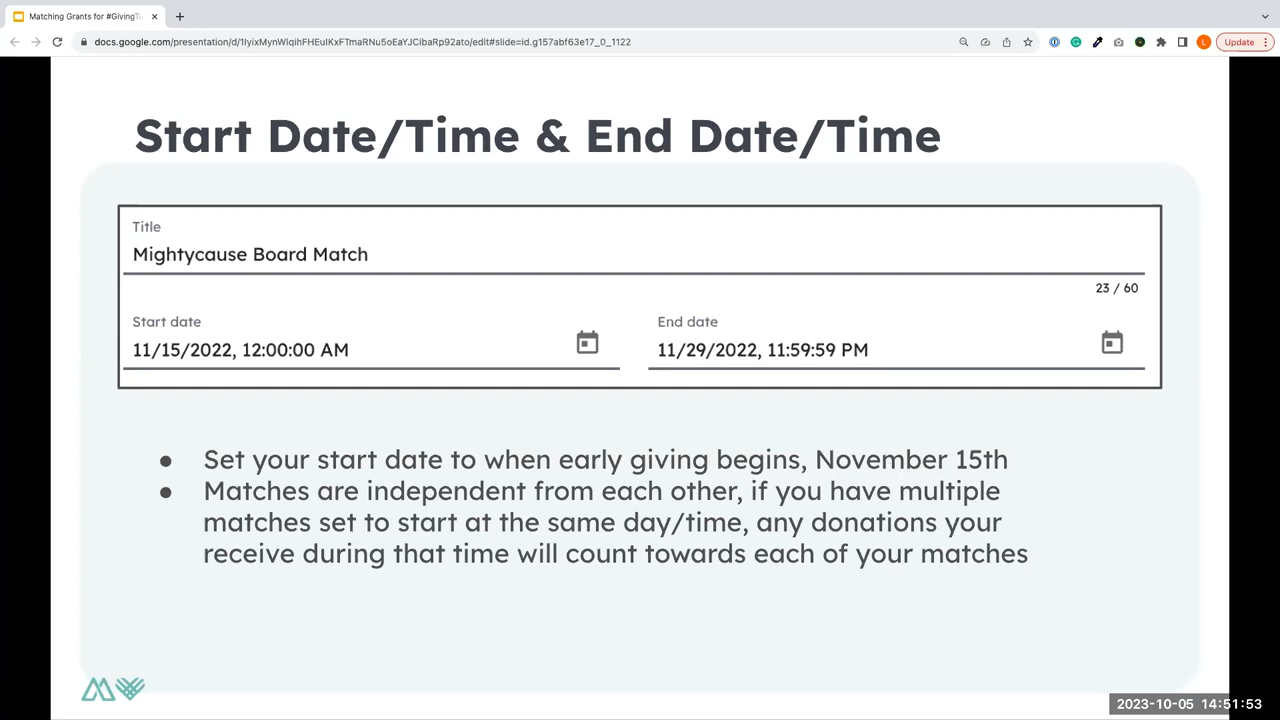 Matching Grants for #GivingTu
docs.google.com/presentation/d/1IyixMynWlqihFHEuIKxFTmaRNu5oEaYJCibaRp92ato/edit#slide=id.g157abf63e17_0_1122
Update
Start Date/Time & End Date/Time
Title
Mightycause Board Match
23 / 60
Start date
End date
11/15/2022, 12:00:00 AM
11/29/2022, 11:59:59 PM
● Set your start date to when early giving begins, November 15th
● Matches are independent from each other, if you have multiple
matches set to start at the same day/time, any donations your
receive during that time will count towards each of your matches
2023-10-05 14:51:53